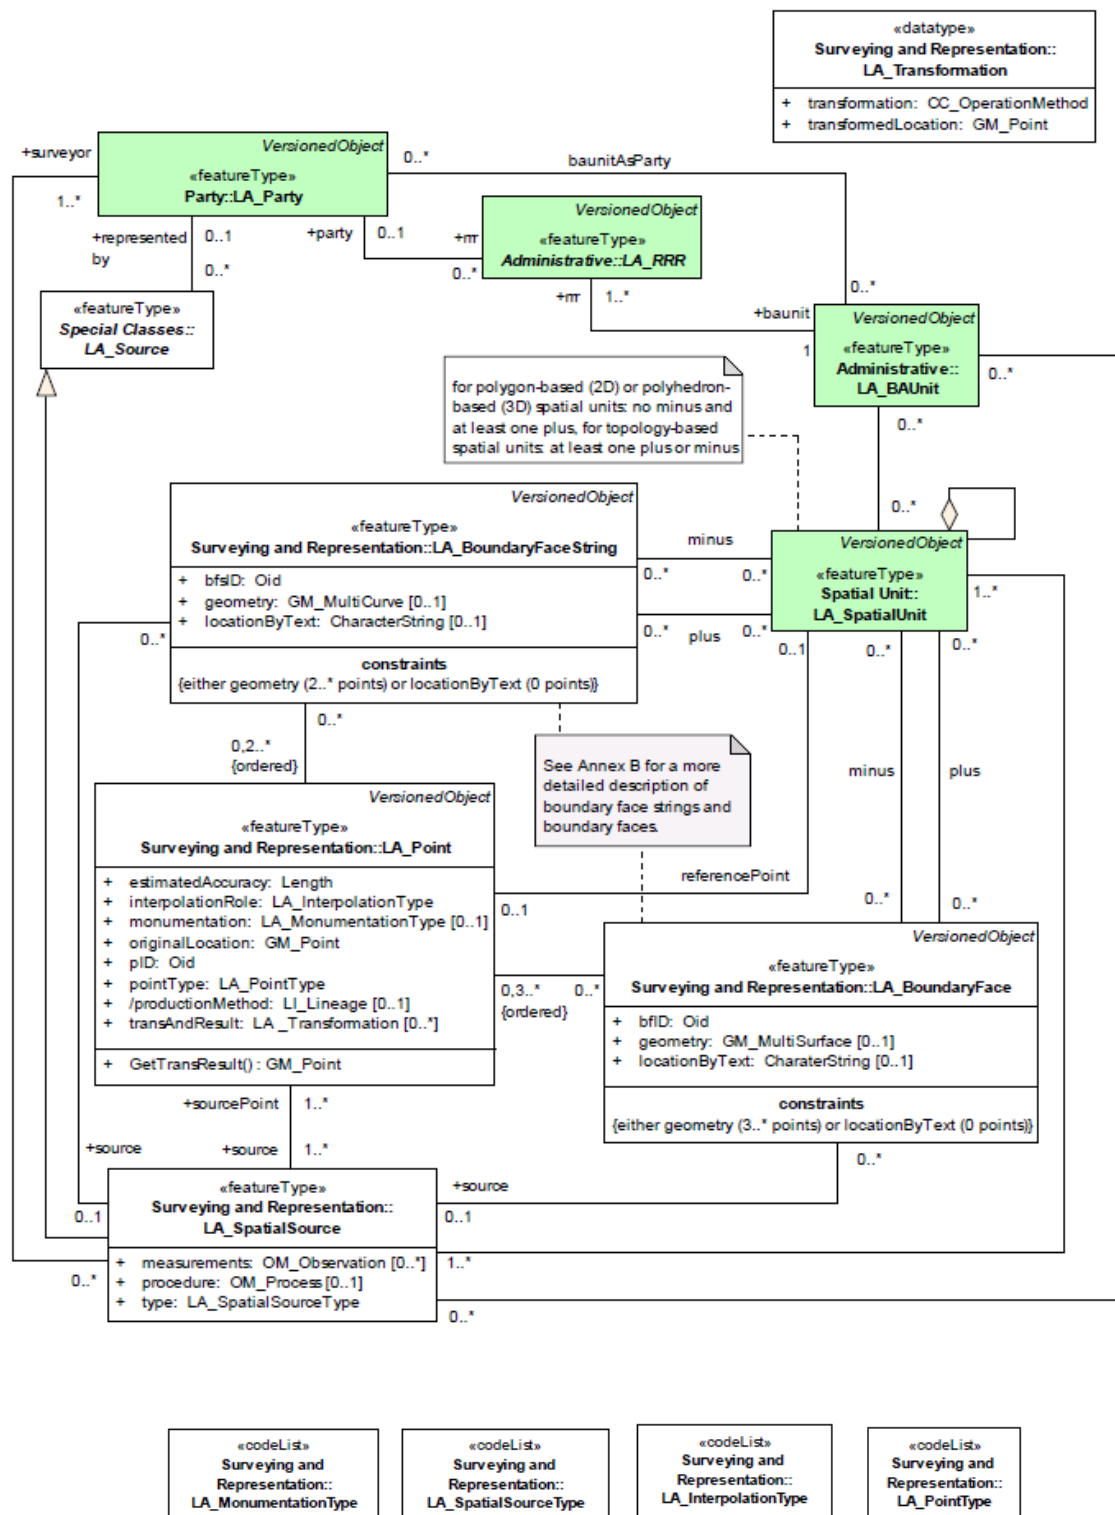 «datatype»
Surveying and Representation::
LA_Transformation
+ transformation: CC_OperationMethod
+ transformedLocation: GM_Point
VersionedObject
«featureType»
Party::LA_Party
+surveyor
1..*
0..*
baunitAsParty
+represented
by
0..1
0..*
+party
0..1
+rrr
0..*
VersionedObject
«featureType»
Administrative::LA_RRR
+rrr
1..*
0..*
+baunit
1
«featureType»
Special Classes::
LA_Source
VersionedObject
«featureType»
Administrative::
LA_BAUnit
0..*
0..*
for polygon-based (2D) or polyhedron-
based (3D) spatial units: no minus and
at least one plus, for topology-based
spatial units: at least one plus or minus
0..*
VersionedObject
«featureType»
Surveying and Representation::LA_BoundaryFaceString
+ bfsID: Oid
+ geometry: GM_MultiCurve [0..1]
+ locationByText: CharacterString [0..1]
constraints
{either geometry (2..* points) or locationByText (0 points)}
minus
0..*
0..*
0..*
plus
0..*
VersionedObject
«featureType»
Spatial Unit::
LA_SpatialUnit
1..*
0..1
0..*
0..*
0..*
0..*
0,2..*
{ordered}
See Annex B for a more
detailed description of
boundary face strings and
boundary faces.
minus
plus
VersionedObject
«featureType»
Surveying and Representation::LA_Point
+ estimatedAccuracy: Length
+ interpolationRole: LA_InterpolationType
+ monumentation: LA_MonumentationType [0..1]
+ originalLocation: GM_Point
+ pID: Oid
+ pointType: LA_PointType
+ /productionMethod: LI_Lineage [0..1]
+ transAndResult: LA _Transformation [0..*]
+ GetTransResult() : GM_Point
referencePoint
0..1
0..*
0..*
0,3..*
{ordered}
0..*
VersionedObject
«featureType»
Surveying and Representation::LA_BoundaryFace
+ bfID: Oid
+ geometry: GM_MultiSurface [0..1]
+ locationByText: CharaterString [0..1]
constraints
{either geometry (3..* points) or locationByText (0 points)}
+sourcePoint
1..*
+source
+source
1..*
0..*
+source
0..1
0..1
«featureType»
Surveying and Representation::
LA_SpatialSource
+ measurements: OM_Observation [0..*]
+ procedure: OM_Process [0..1]
+ type: LA_SpatialSourceType
0..*
1..*
0..*
«codeList»
Surveying and
Representation::
LA_MonumentationType
«codeList»
Surveying and
Representation::
LA_SpatialSourceType
«codeList»
Surveying and
Representation::
LA_InterpolationType
«codeList»
Surveying and
Representation::
LA_PointType